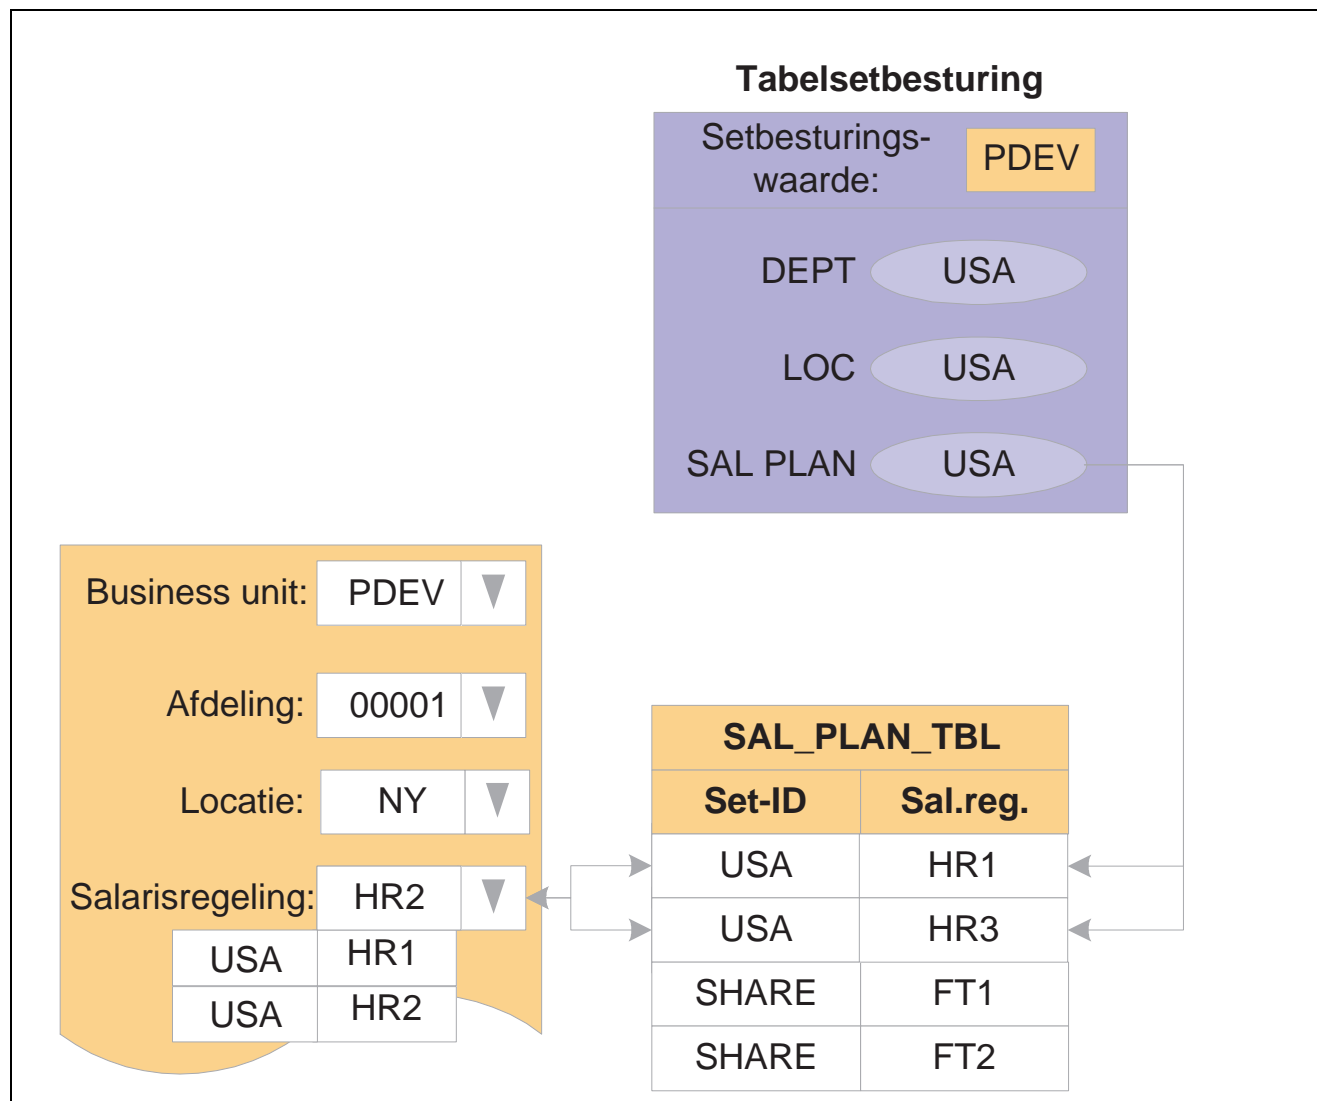 Tabelsetbesturing
Setbesturings-
waarde:
PDEV
DEPT USA
LOC USA
SAL PLAN USA
Business unit: PDEV
Afdeling: 00001
Locatie: NY
Salarisregeling: HR2
USA HR1
USA HR2
SAL_PLAN_TBL
Set-ID Sal.reg.
USA HR1
USA HR3
SHARE FT1
SHARE FT2